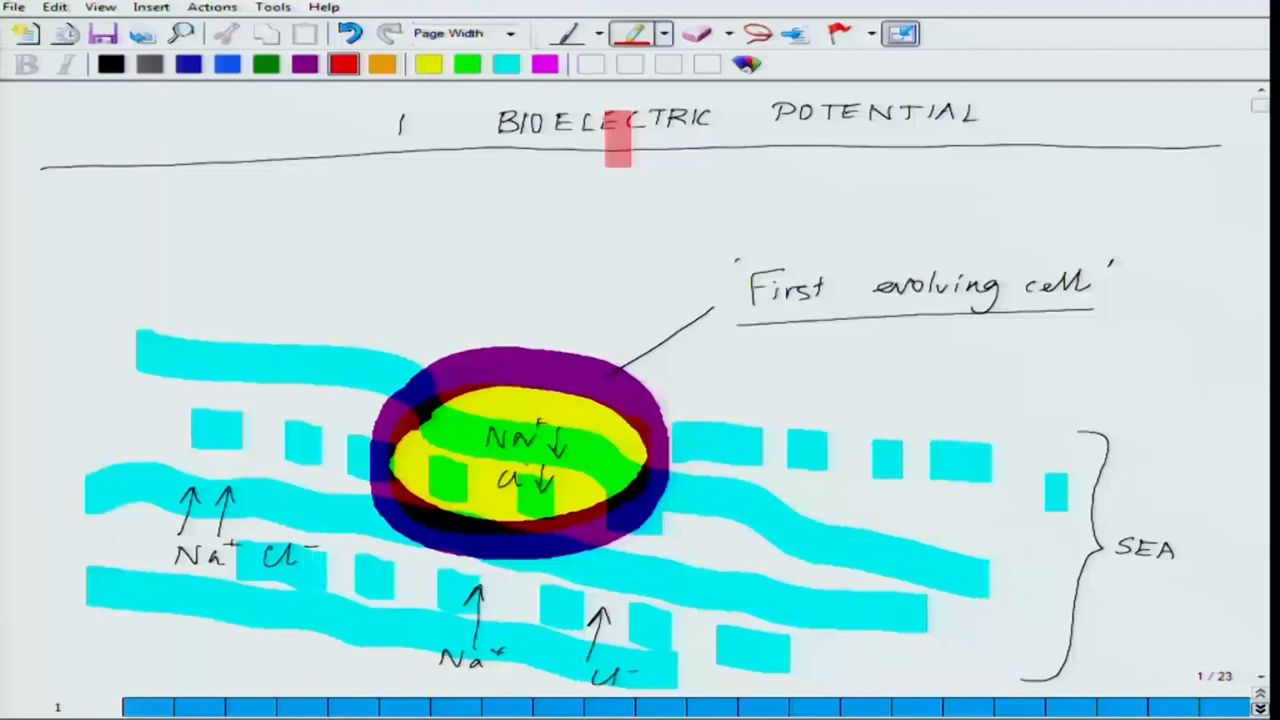 File Edit View Insert Actions Tools Help
Page Width
B I
1 BIOELECTRIC POTENTIAL
'First evolving cell'
Na⁺ ↓
Cl⁻ ↓
Na⁺ Cl⁻
SEA
Na⁺
Cl⁻
1 / 23
1